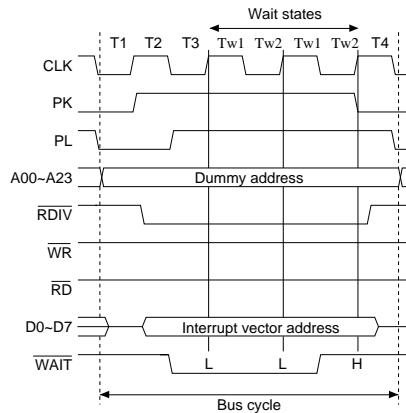 Wait states
T1 T2 T3 Tw1 Tw2 Tw1 Tw2 T4
CLK
PK
PL
A00~A23 Dummy address
RDIV
WR
RD
D0~D7 Interrupt vector address
WAIT L L H
Bus cycle